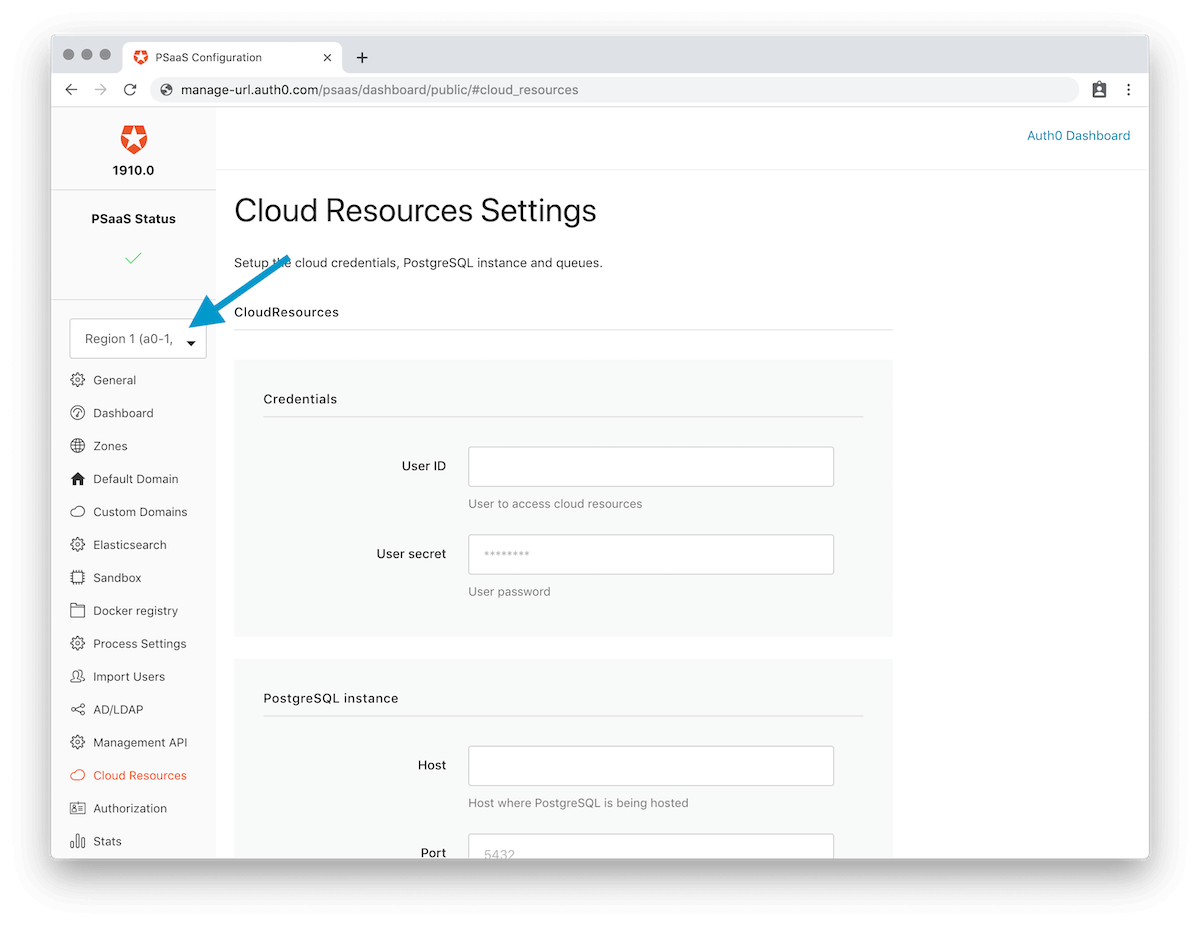 PSaaS Configuration
manage-url.auth0.com/psaas/dashboard/public/#cloud_resources
1910.0
Auth0 Dashboard
PSaaS Status
Region 1 (a0-1,
General
Dashboard
Zones
Default Domain
Custom Domains
Elasticsearch
Sandbox
Docker registry
Process Settings
Import Users
AD/LDAP
Management API
Cloud Resources
Authorization
Stats
Cloud Resources Settings
Setup the cloud credentials, PostgreSQL instance and queues.
CloudResources
Credentials
User ID
User to access cloud resources
User secret
********
User password
PostgreSQL instance
Host
Host where PostgreSQL is being hosted
Port
5432